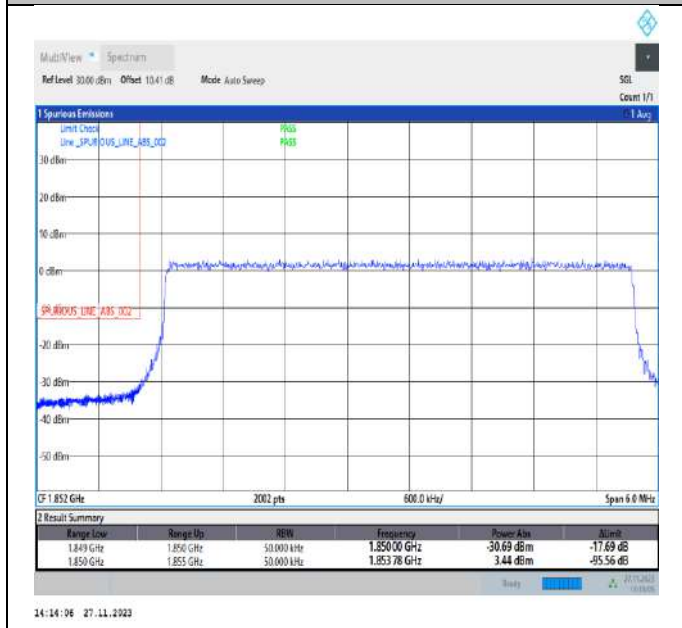 MultiView Spectrum
Ref Level 30.00 dBm Offset 10.41 dB Mode Auto Sweep SGL
Count 1/1
1 Spurious Emissions 1 Avg
Limit Check PASS
Line _SPURIOUS_LINE_ABS_002 PASS
30 dBm
20 dBm
10 dBm
0 dBm
SPURIOUS_LINE_ABS_002
-20 dBm
-30 dBm
-40 dBm
-50 dBm
CF 1.852 GHz 2002 pts 600.0 kHz/ Span 6.0 MHz
2 Result Summary
Range Low Range Up RBW Frequency Power Abs ΔLimit
1.849 GHz 1.850 GHz 50.000 kHz 1.85000 GHz -30.69 dBm -17.69 dB
1.850 GHz 1.855 GHz 50.000 kHz 1.85378 GHz 3.44 dBm -95.56 dB
Ready 27.11.2023
14:14:06 27.11.2023